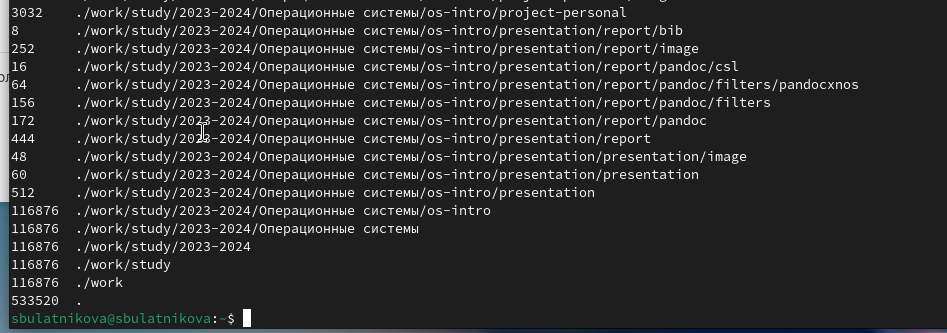 3032 ./work/study/2023-2024/Операционные системы/os-intro/project-personal
8 ./work/study/2023-2024/Операционные системы/os-intro/presentation/report/bib
252 ./work/study/2023-2024/Операционные системы/os-intro/presentation/report/image
16 ./work/study/2023-2024/Операционные системы/os-intro/presentation/report/pandoc/csl
64 ./work/study/2023-2024/Операционные системы/os-intro/presentation/report/pandoc/filters/pandocxnos
156 ./work/study/2023-2024/Операционные системы/os-intro/presentation/report/pandoc/filters
172 ./work/study/2023-2024/Операционные системы/os-intro/presentation/report/pandoc
444 ./work/study/2023-2024/Операционные системы/os-intro/presentation/report
48 ./work/study/2023-2024/Операционные системы/os-intro/presentation/presentation/image
60 ./work/study/2023-2024/Операционные системы/os-intro/presentation/presentation
512 ./work/study/2023-2024/Операционные системы/os-intro/presentation
116876 ./work/study/2023-2024/Операционные системы/os-intro
116876 ./work/study/2023-2024/Операционные системы
116876 ./work/study/2023-2024
116876 ./work/study
116876 ./work
533520 .
sbulatnikova@sbulatnikova:~$